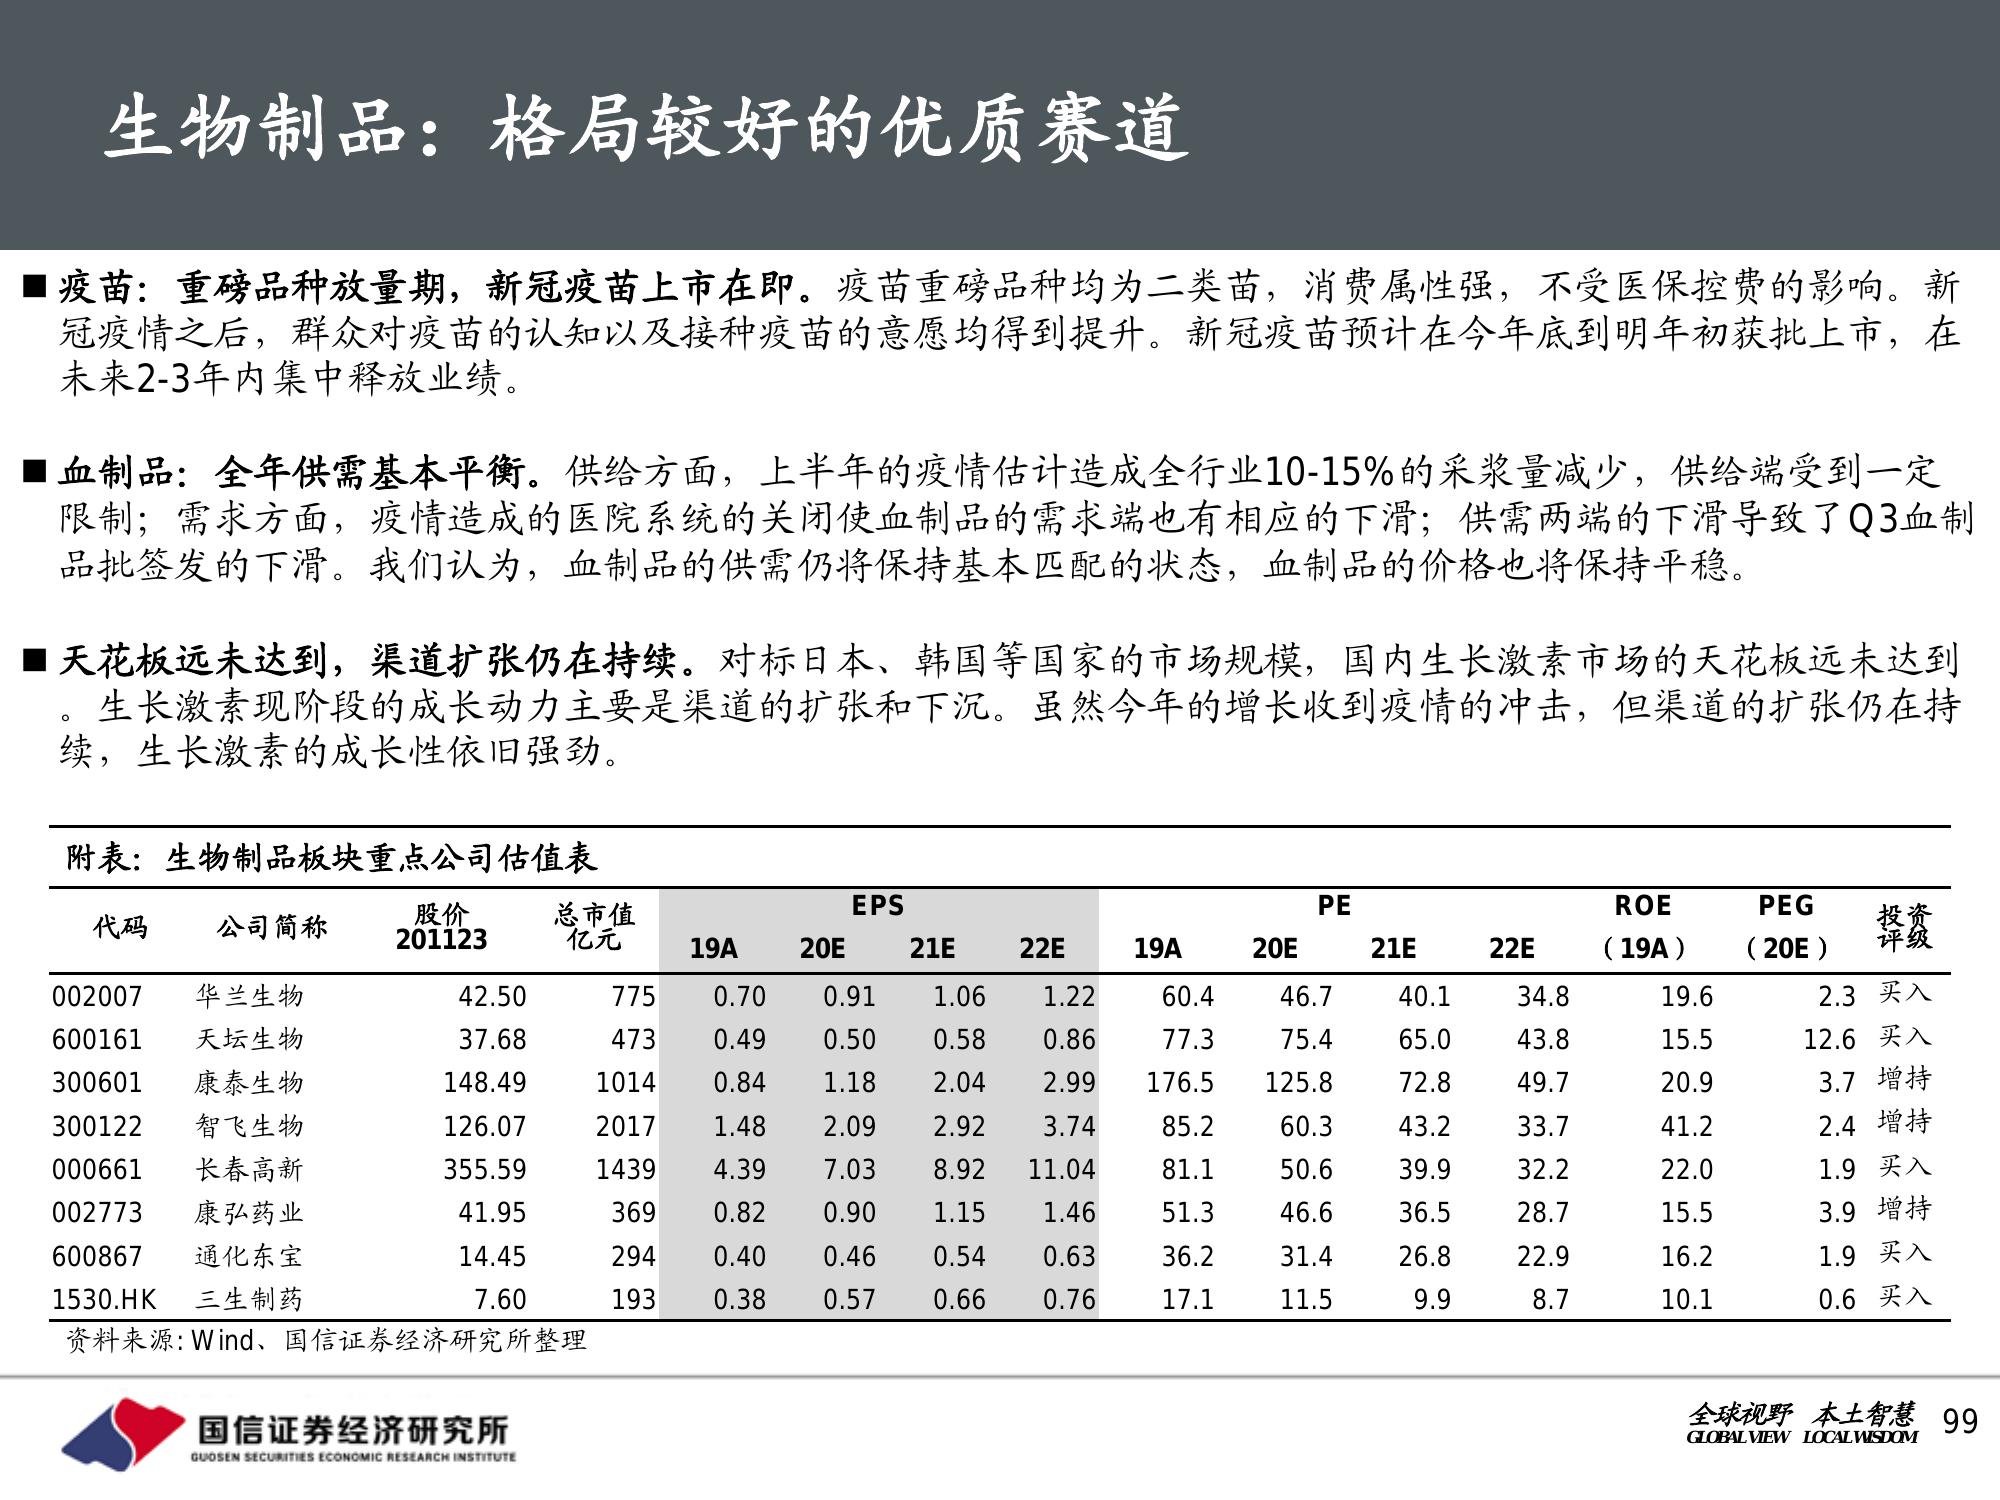 生物制品：格局较好的优质赛道
■疫苗：重磅品种放量期，新冠疫苗上市在即。疫苗重磅品种均为二类苗，消费属性强，不受医保控费的影响。新
冠疫情之后，群众对疫苗的认知以及接种疫苗的意愿均得到提升。新冠疫苗预计在今年底到明年初获批上市，在
未来2-3年内集中释放业绩。
■血制品：全年供需基本平衡。供给方面，上半年的疫情估计造成全行业10-15%的采浆量减少，供给端受到一定
限制；需求方面，疫情造成的医院系统的关闭使血制品的需求端也有相应的下滑；供需两端的下滑导致了Q3血制
品批签发的下滑。我们认为，血制品的供需仍将保持基本匹配的状态，血制品的价格也将保持平稳。
■天花板远未达到，渠道扩张仍在持续。对标日本、韩国等国家的市场规模，国内生长激素市场的天花板远未达到
。生长激素现阶段的成长动力主要是渠道的扩张和下沉。虽然今年的增长收到疫情的冲击，但渠道的扩张仍在持
续，生长激素的成长性依旧强劲。
附表：生物制品板块重点公司估值表
代码 公司简称 股价 201123 总市值 亿元 EPS PE ROE PEG 投资 评级
19A 20E 21E 22E 19A 20E 21E 22E （19A） （20E）
002007 华兰生物 42.50 775 0.70 0.91 1.06 1.22 60.4 46.7 40.1 34.8 19.6 2.3 买入
600161 天坛生物 37.68 473 0.49 0.50 0.58 0.86 77.3 75.4 65.0 43.8 15.5 12.6 买入
300601 康泰生物 148.49 1014 0.84 1.18 2.04 2.99 176.5 125.8 72.8 49.7 20.9 3.7 增持
300122 智飞生物 126.07 2017 1.48 2.09 2.92 3.74 85.2 60.3 43.2 33.7 41.2 2.4 增持
000661 长春高新 355.59 1439 4.39 7.03 8.92 11.04 81.1 50.6 39.9 32.2 22.0 1.9 买入
002773 康弘药业 41.95 369 0.82 0.90 1.15 1.46 51.3 46.6 36.5 28.7 15.5 3.9 增持
600867 通化东宝 14.45 294 0.40 0.46 0.54 0.63 36.2 31.4 26.8 22.9 16.2 1.9 买入
1530.HK 三生制药 7.60 193 0.38 0.57 0.66 0.76 17.1 11.5 9.9 8.7 10.1 0.6 买入
资料来源: Wind、国信证券经济研究所整理
国信证券经济研究所
GUOSEN SECURITIES ECONOMIC RESEARCH INSTITUTE
全球视野 本土智慧
GLOBAL VIEW LOCAL WISDOM
99